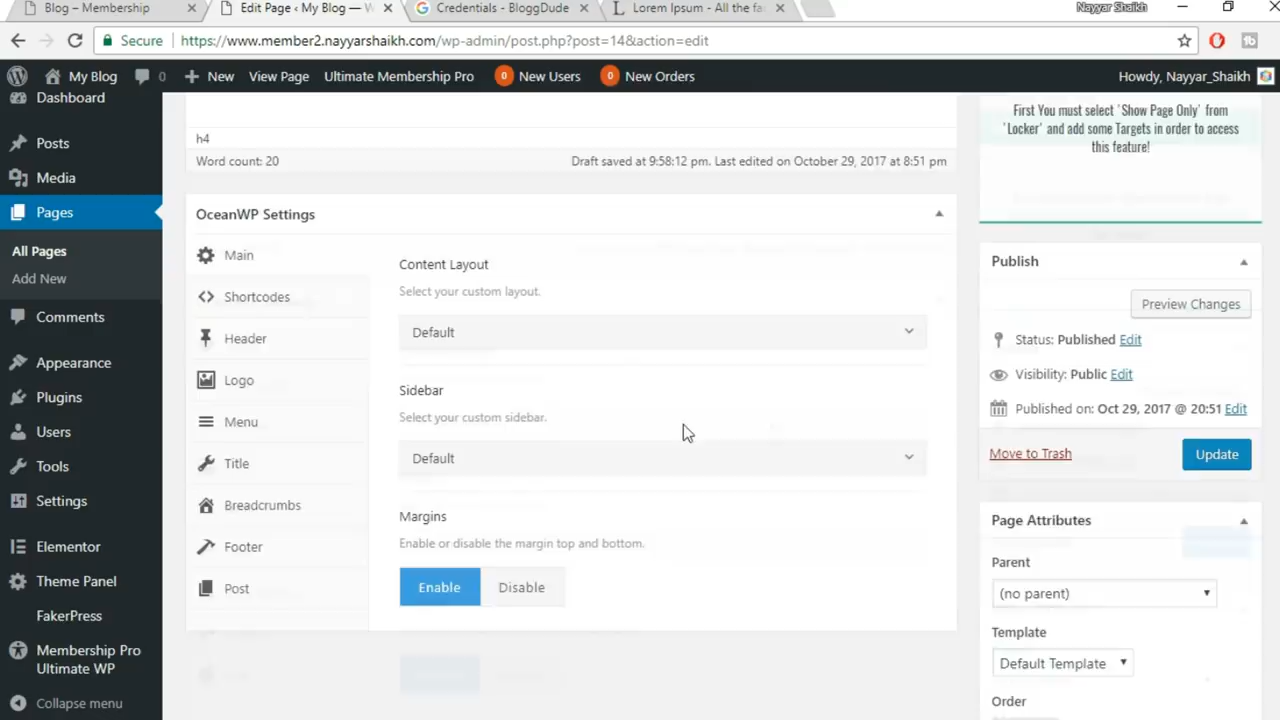 Blog – Membership
Edit Page ‹ My Blog — W
Credentials - BloggDude
Lorem Ipsum - All the fa
Nayyar Shaikh
Secure
https://www.member2.nayyarshaikh.com/wp-admin/post.php?post=14&action=edit
My Blog
0
New
View Page
Ultimate Membership Pro
0
New Users
0
New Orders
Howdy, Nayyar_Shaikh
Dashboard
Posts
Media
Pages
All Pages
Add New
Comments
Appearance
Plugins
Users
Tools
Settings
Elementor
Theme Panel
FakerPress
Membership Pro
Ultimate WP
Collapse menu
h4
Word count: 20
Draft saved at 9:58:12 pm. Last edited on October 29, 2017 at 8:51 pm
OceanWP Settings
Main
Shortcodes
Header
Logo
Menu
Title
Breadcrumbs
Footer
Post
Content Layout
Select your custom layout.
Default
Sidebar
Select your custom sidebar.
Default
Margins
Enable or disable the margin top and bottom.
Enable
Disable
First You must select 'Show Page Only' from
'Locker' and add some Targets in order to access
this feature!
Publish
Preview Changes
Status: Published Edit
Visibility: Public Edit
Published on: Oct 29, 2017 @ 20:51 Edit
Move to Trash
Update
Page Attributes
Parent
(no parent)
Template
Default Template
Order